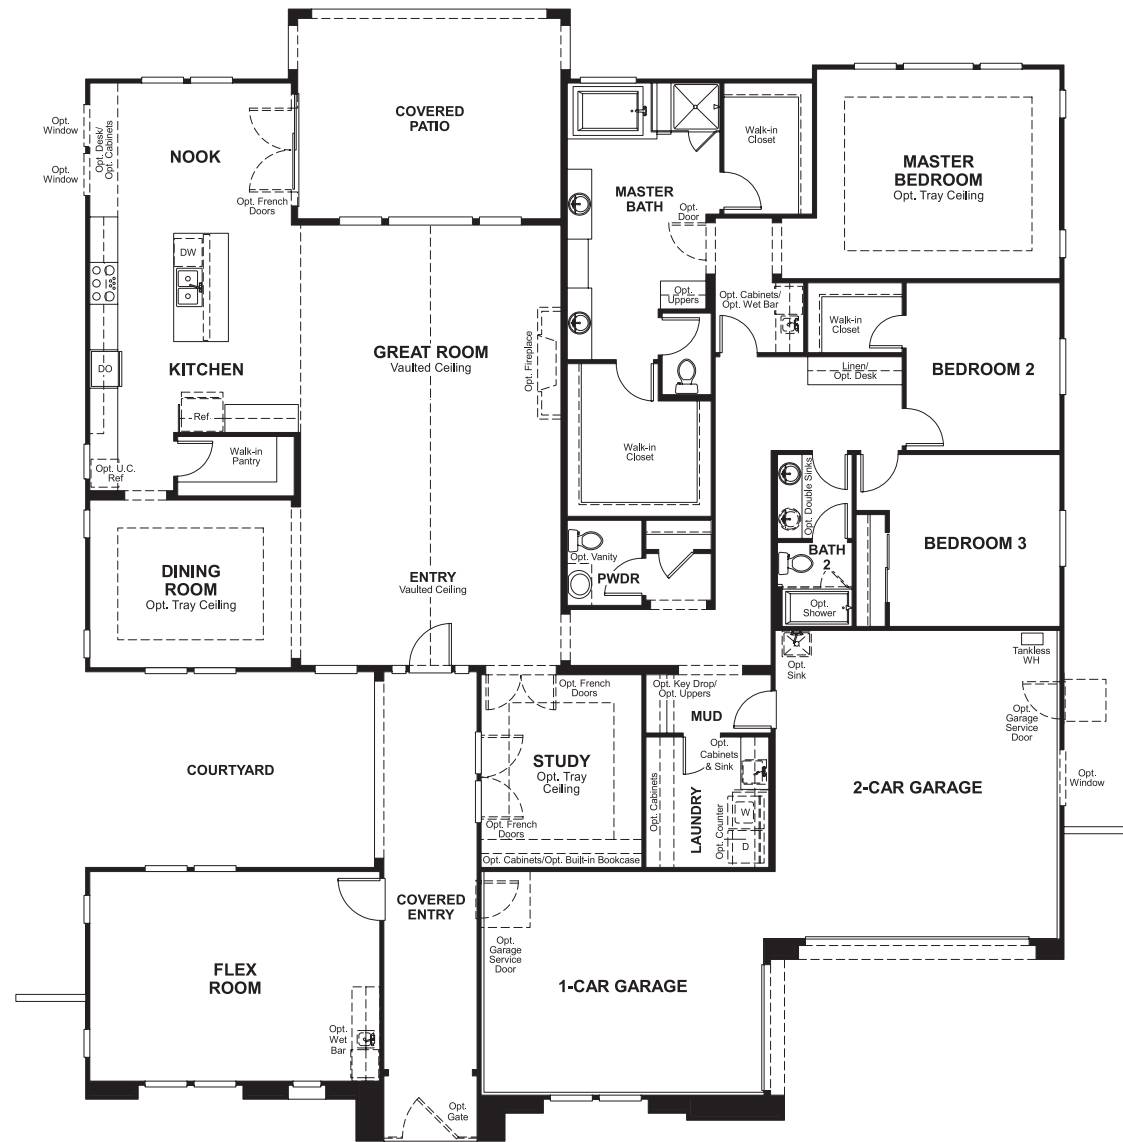 COVERED
PATIO
NOOK
Opt.
Window
Opt.
Window
Opt. Desk/
Opt. Cabinets
Opt. French
Doors
Walk-in
Closet
MASTER
BEDROOM
Opt. Tray Ceiling
MASTER
BATH
Opt.
Door
Opt.
Uppers
Opt. Cabinets/
Opt. Wet Bar
Walk-in
Closet
DW
DO
KITCHEN
Ref
GREAT ROOM
Vaulted Ceiling
Opt. Fireplace
Linen/
Opt. Desk
BEDROOM 2
Walk-in
Closet
Walk-in
Pantry
Opt. U.C.
Ref
Opt. Double Sinks
BATH
2
Opt.
Shower
BEDROOM 3
DINING
ROOM
Opt. Tray Ceiling
ENTRY
Vaulted Ceiling
Opt. Vanity
PWDR
Opt.
Sink
Tankless
WH
Opt. French
Doors
Opt. Key Drop/
Opt. Uppers
MUD
Opt.
Garage
Service
Door
COURTYARD
STUDY
Opt. Tray
Ceiling
Opt. French
Doors
Opt. Cabinets/Opt. Built-in Bookcase
Opt.
Cabinets
& Sink
Opt. Cabinets
LAUNDRY
Opt. Counter
W
D
2-CAR GARAGE
Opt.
Window
COVERED
ENTRY
Opt.
Garage
Service
Door
FLEX
ROOM
1-CAR GARAGE
Opt.
Wet
Bar
Opt.
Gate